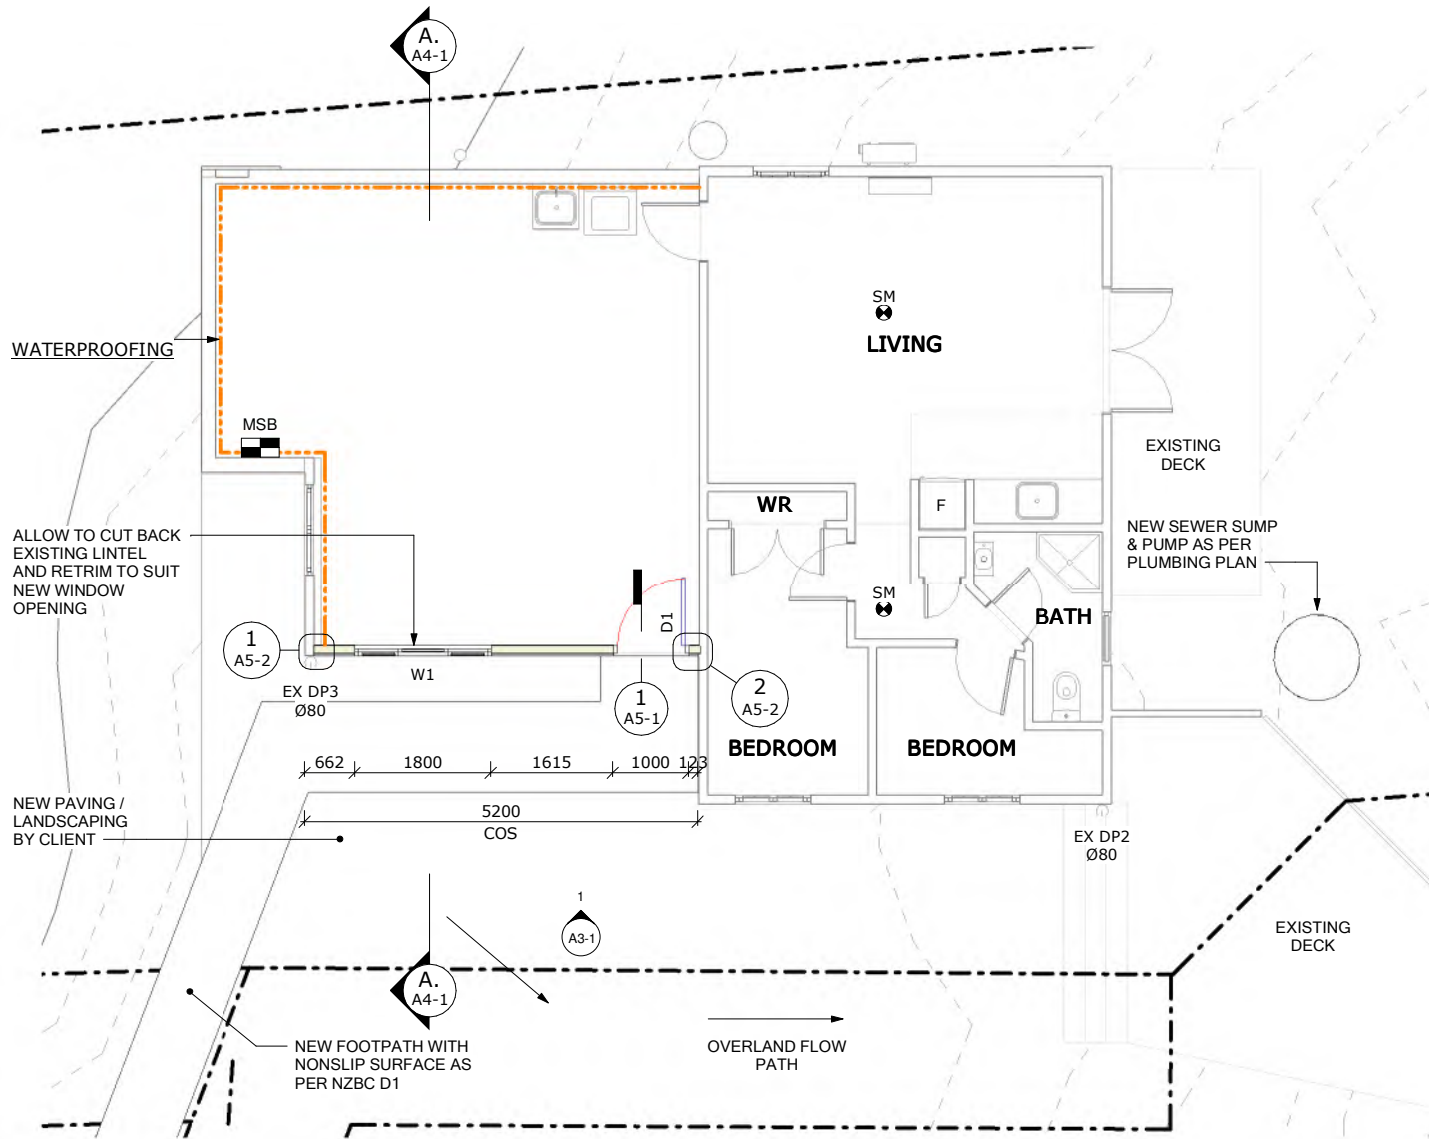 A.
A4-1
SM
LIVING
WATERPROOFING
MSB
EXISTING
DECK
WR
F
ALLOW TO CUT BACK
EXISTING LINTEL
AND RETRIM TO SUIT
NEW WINDOW
OPENING
NEW SEWER SUMP
& PUMP AS PER
PLUMBING PLAN
SM
BATH
D1
1
A5-2
W1
EX DP3
Ø80
1
A5-1
2
A5-2
BEDROOM
BEDROOM
662
1800
1615
1000
123
NEW PAVING /
LANDSCAPING
BY CLIENT
5200
COS
EX DP2
Ø80
1
A3-1
EXISTING
DECK
A.
A4-1
NEW FOOTPATH WITH
NONSLIP SURFACE AS
PER NZBC D1
OVERLAND FLOW
PATH